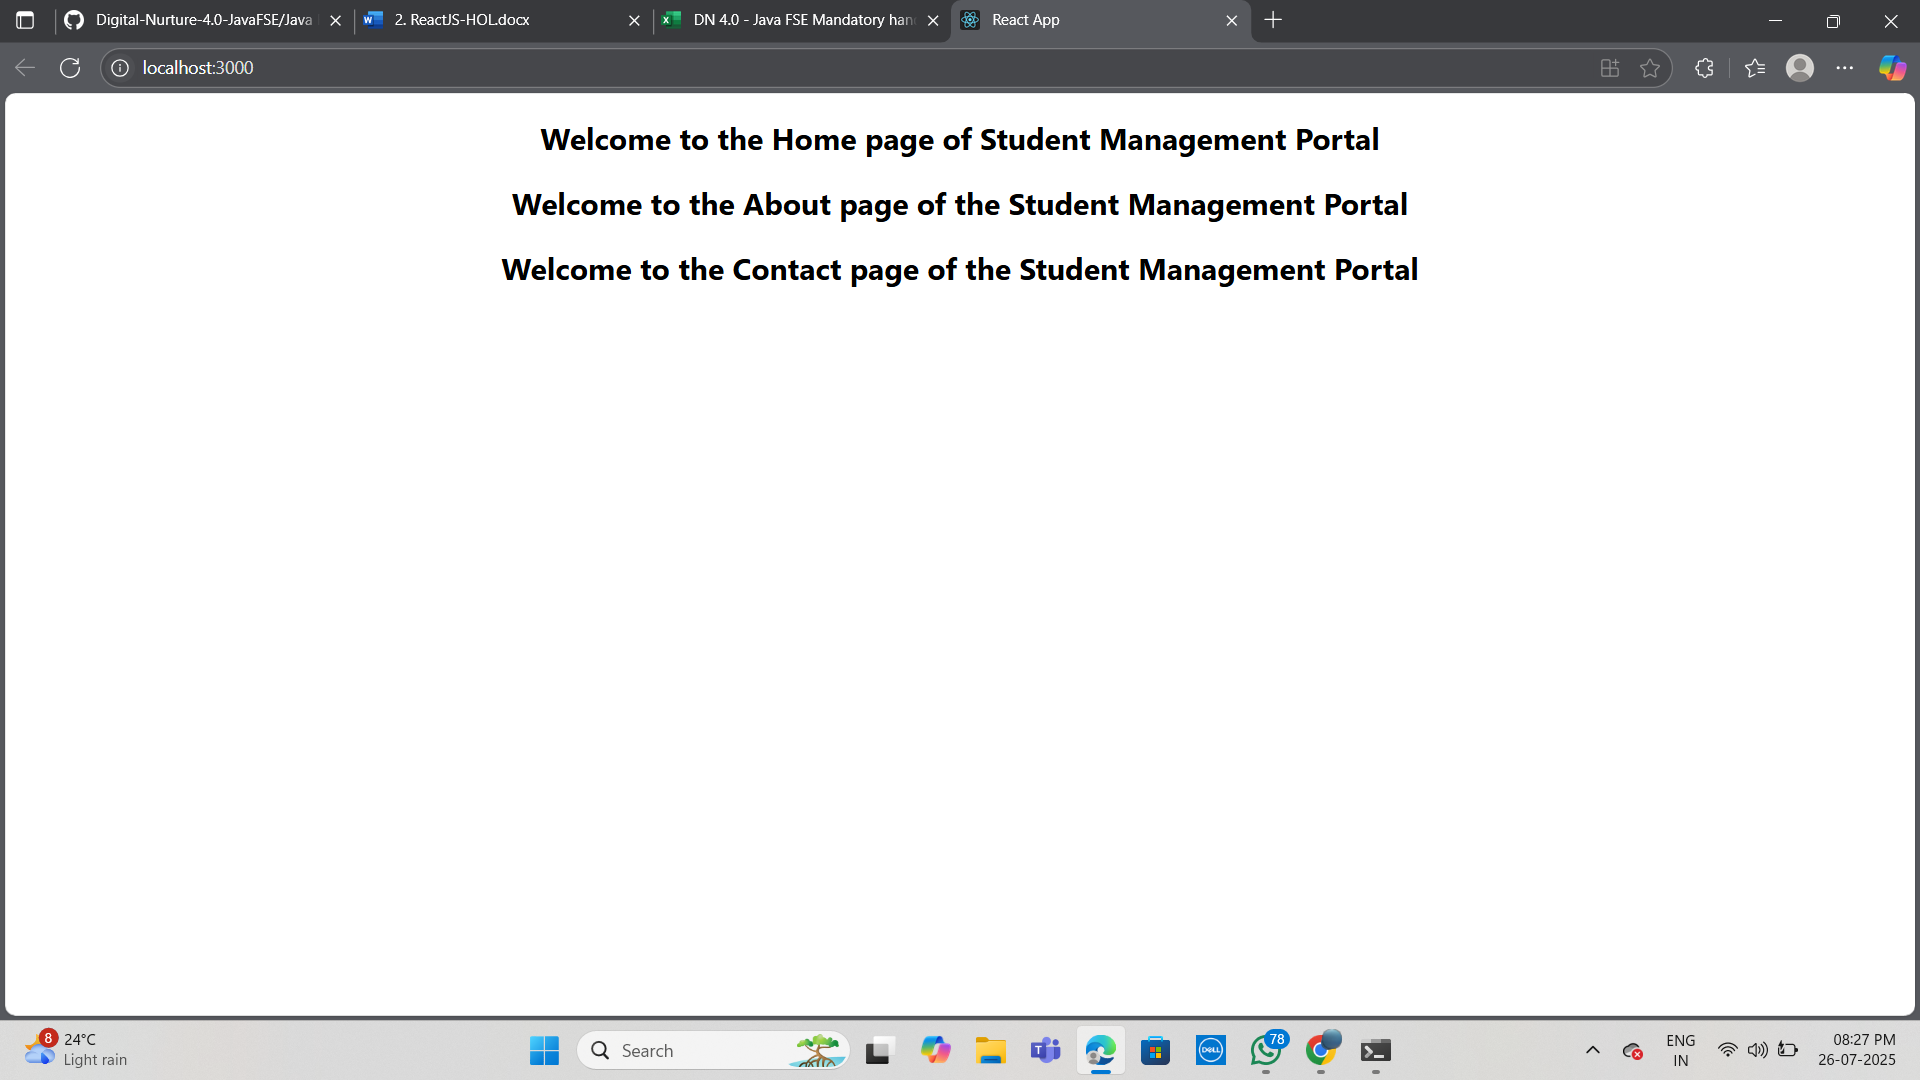 Digital-Nurture-4.0-JavaFSE/Java
2. ReactJS-HOL.docx
DN 4.0 - Java FSE Mandatory han
React App
localhost:3000
Welcome to the Home page of Student Management Portal
Welcome to the About page of the Student Management Portal
Welcome to the Contact page of the Student Management Portal
8
24°C
Light rain
Search
DELL
78
ENG
IN
08:27 PM
26-07-2025